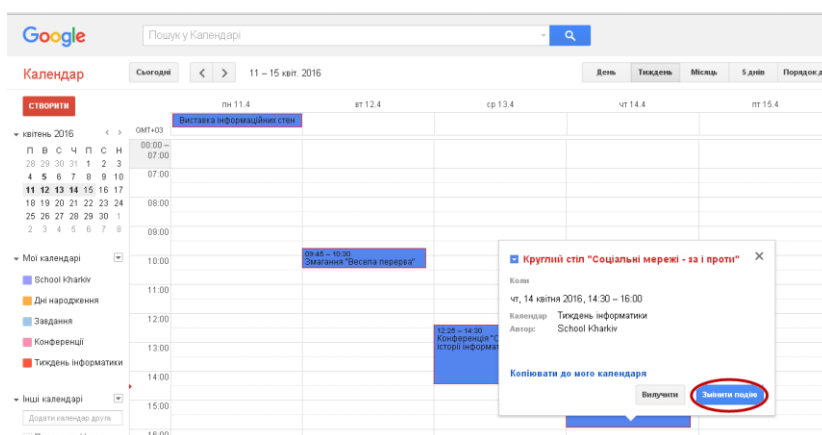 Google
Пошук у Календарі
Календар
Сьогодні
11 – 15 квіт. 2016
День Тиждень Місяць 5 днів Порядок д
СТВОРИТИ
пн 11.4 вт 12.4 ср 13.4 чт 14.4 пт 15.4
GMT+03
Виставка інформаційних стен
квітень 2016
П В С Ч П С Н
28 29 30 31 1 2 3
4 5 6 7 8 9 10
11 12 13 14 15 16 17
18 19 20 21 22 23 24
25 26 27 28 29 30 1
2 3 4 5 6 7 8
00:00 –
07:00
07:00
08:00
09:00
10:00
11:00
12:00
13:00
14:00
15:00
16:00
09:45 – 10:30
Змагання "Весела перерва"
12:25 – 14:30
Конференція "С
історії інформат
Мої календарі
School Kharkiv
Дні народження
Завдання
Конференції
Тиждень інформатики
Інші календарі
Додати календар друга
Круглий стіл "Соціальні мережі - за і проти"
Коли
чт, 14 квітня 2016, 14:30 – 16:00
Календар Тиждень інформатики
Автор: School Kharkiv
Копіювати до мого календаря
Вилучити
Змінити подію